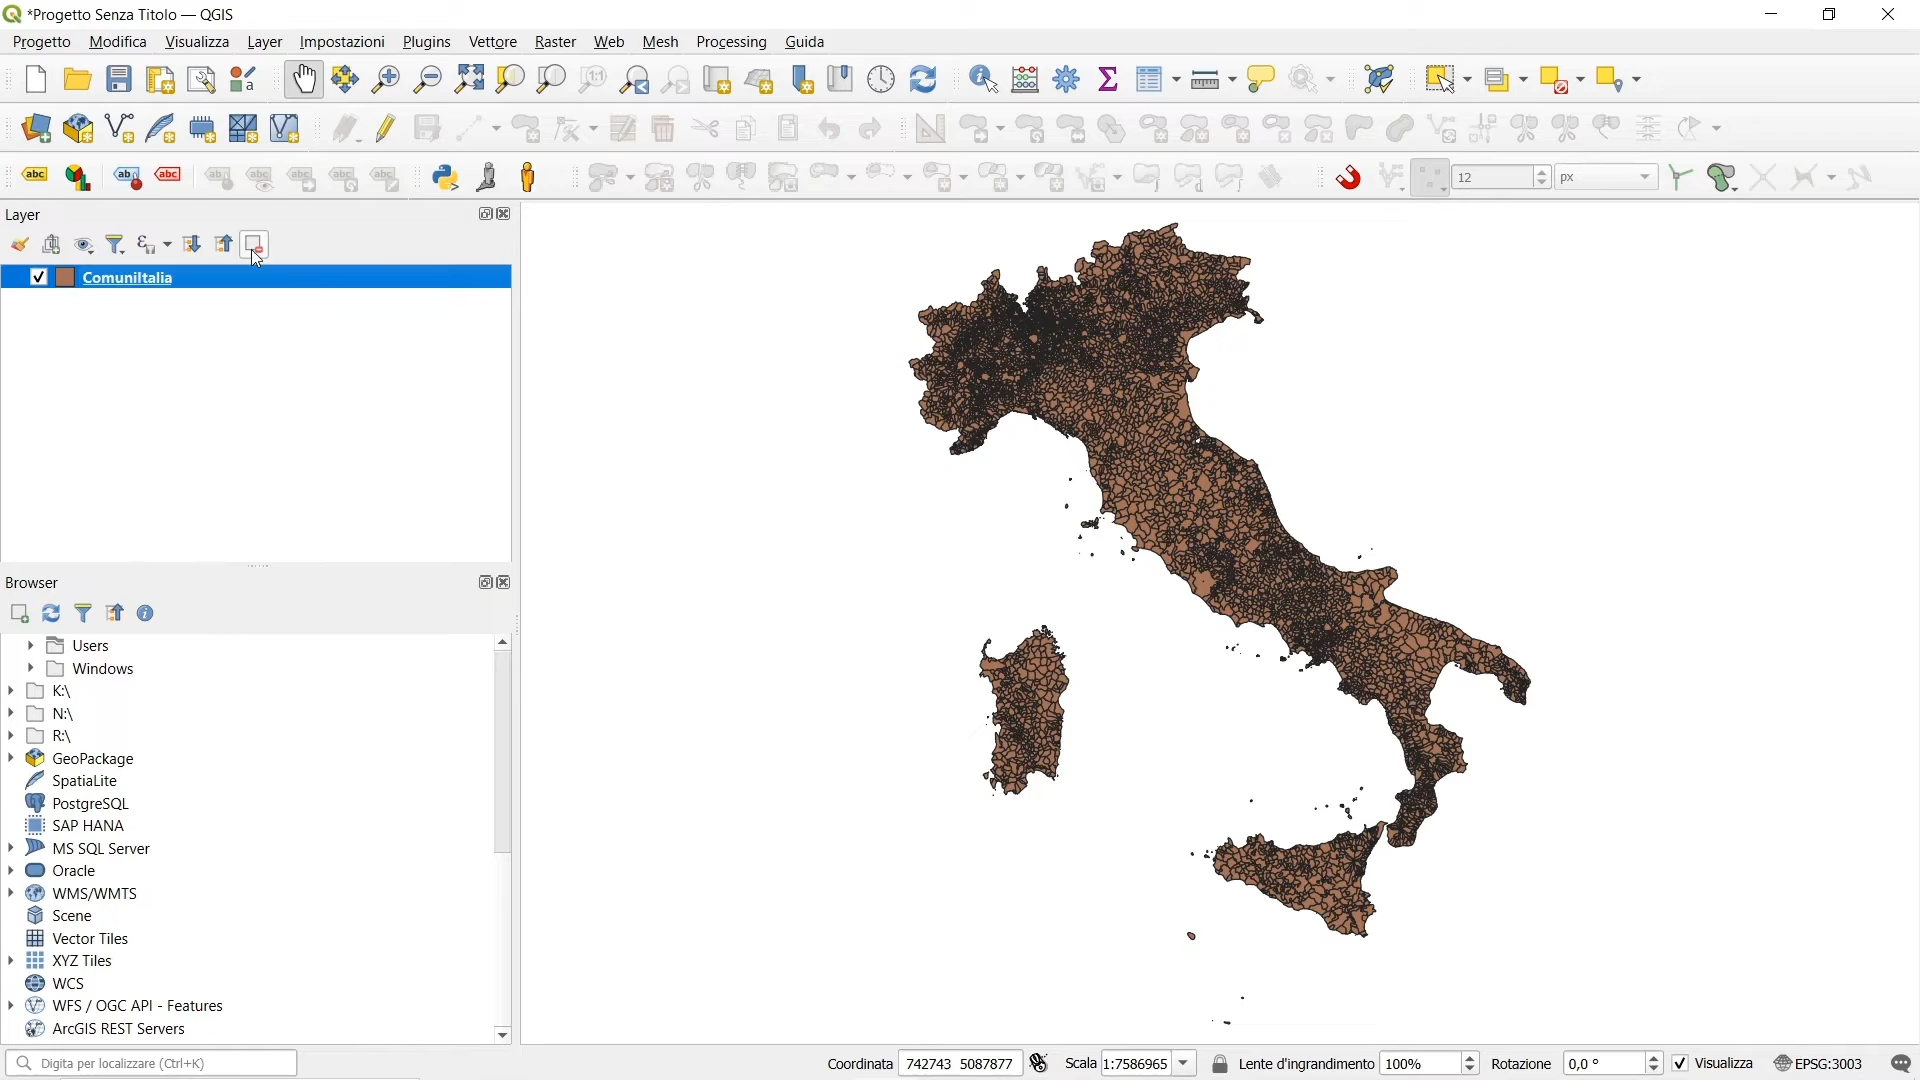 *Progetto Senza Titolo — QGIS
Progetto Modifica Visualizza Layer Impostazioni Plugins Vettore Raster Web Mesh Processing Guida
12 px
Layer
ComuniItalia
Browser
Users
Windows
K:\
N:\
R:\
GeoPackage
SpatiaLite
PostgreSQL
SAP HANA
MS SQL Server
Oracle
WMS/WMTS
Scene
Vector Tiles
XYZ Tiles
WCS
WFS / OGC API - Features
ArcGIS REST Servers
Digita per localizzare (Ctrl+K) Coordinata 742743 5087877 Scala 1:7586965 Lente d'ingrandimento 100% Rotazione 0,0 ° Visualizza EPSG:3003